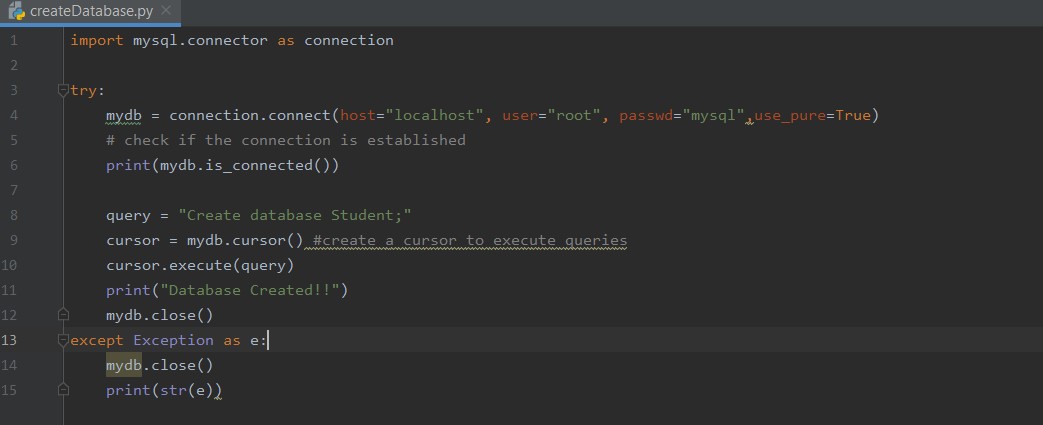 createDatabase.py
1 import mysql.connector as connection
2
3 try:
4     mydb = connection.connect(host="localhost", user="root", passwd="mysql",use_pure=True)
5     # check if the connection is established
6     print(mydb.is_connected())
7
8     query = "Create database Student;"
9     cursor = mydb.cursor() #create a cursor to execute queries
10     cursor.execute(query)
11     print("Database Created!!")
12     mydb.close()
13 except Exception as e:
14     mydb.close()
15     print(str(e))